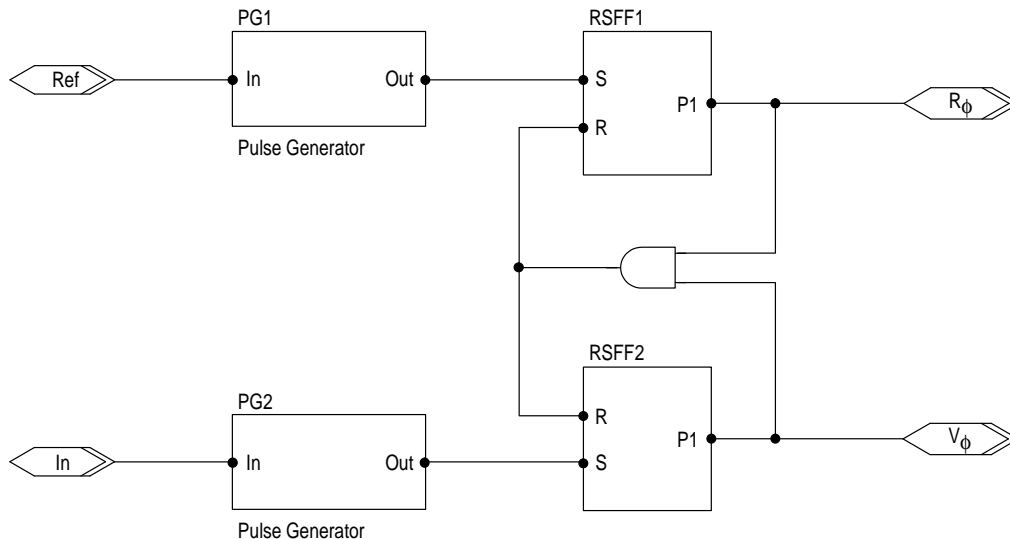 PG1
RSFF1
Ref
In
Out
S
P1
R
Rϕ
Pulse Generator
RSFF2
PG2
R
P1
Vϕ
In
In
Out
S
Pulse Generator